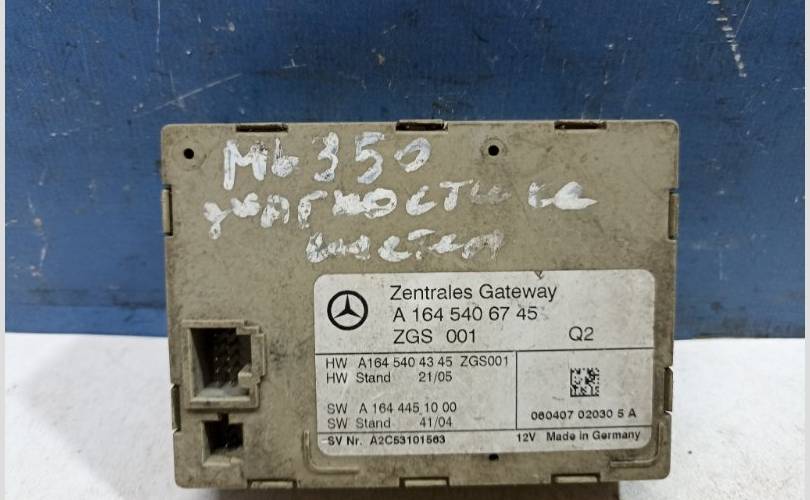 ML350
диагностика
Zentrales Gateway
A 164 540 67 45
ZGS 001 Q2
HW A164 540 43 45 ZGS001
HW Stand 21/05
SW A 164 445 10 00
SW Stand 41/04
060407 02030 5 A
SV Nr. A2C53101563 12V Made in Germany